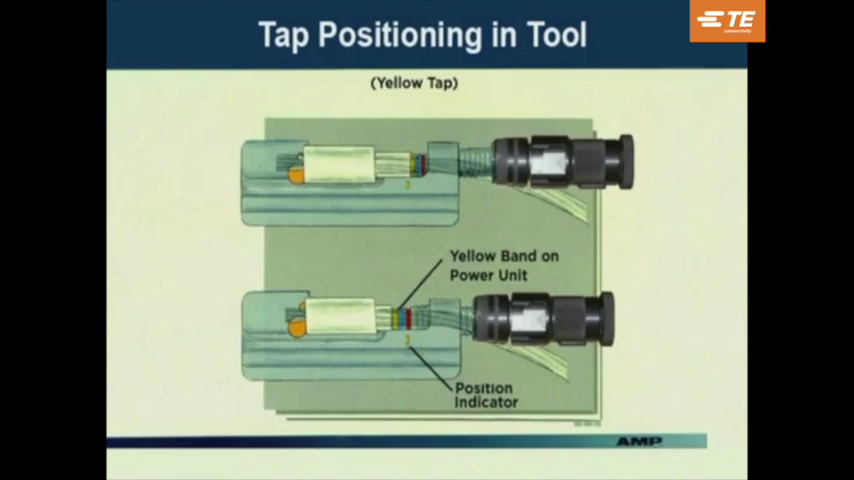 TE
connectivity
Tap Positioning in Tool
(Yellow Tap)
Yellow Band on
Power Unit
Position
Indicator
AMP